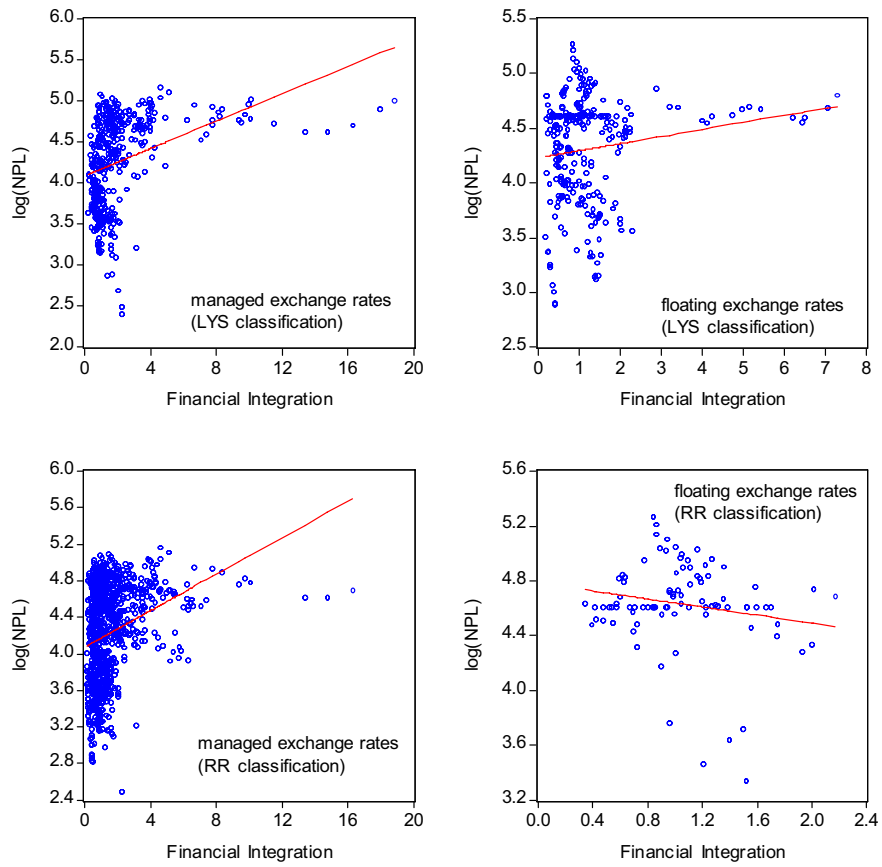 6.0
5.5
5.0
4.5
4.0
3.5
3.0
2.5
2.0
log(NPL)
managed exchange rates
(LYS classification)
0 4 8 12 16 20
Financial Integration
5.5
5.0
4.5
4.0
3.5
3.0
2.5
log(NPL)
floating exchange rates
(LYS classification)
0 1 2 3 4 5 6 7 8
Financial Integration
6.0
5.6
5.2
4.8
4.4
4.0
3.6
3.2
2.8
2.4
log(NPL)
managed exchange rates
(RR classification)
0 4 8 12 16 20
Financial Integration
5.6
5.2
4.8
4.4
4.0
3.6
3.2
log(NPL)
floating exchange rates
(RR classification)
0.0 0.4 0.8 1.2 1.6 2.0 2.4
Financial Integration